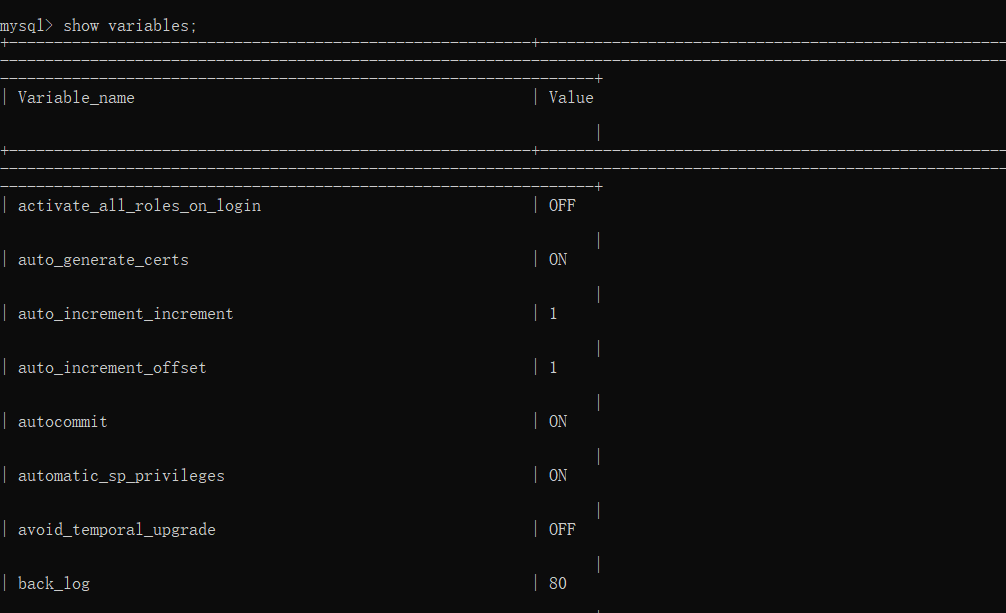 mysql> show variables;
| Variable_name | Value |
| activate_all_roles_on_login | OFF |
| auto_generate_certs | ON |
| auto_increment_increment | 1 |
| auto_increment_offset | 1 |
| autocommit | ON |
| automatic_sp_privileges | ON |
| avoid_temporal_upgrade | OFF |
| back_log | 80